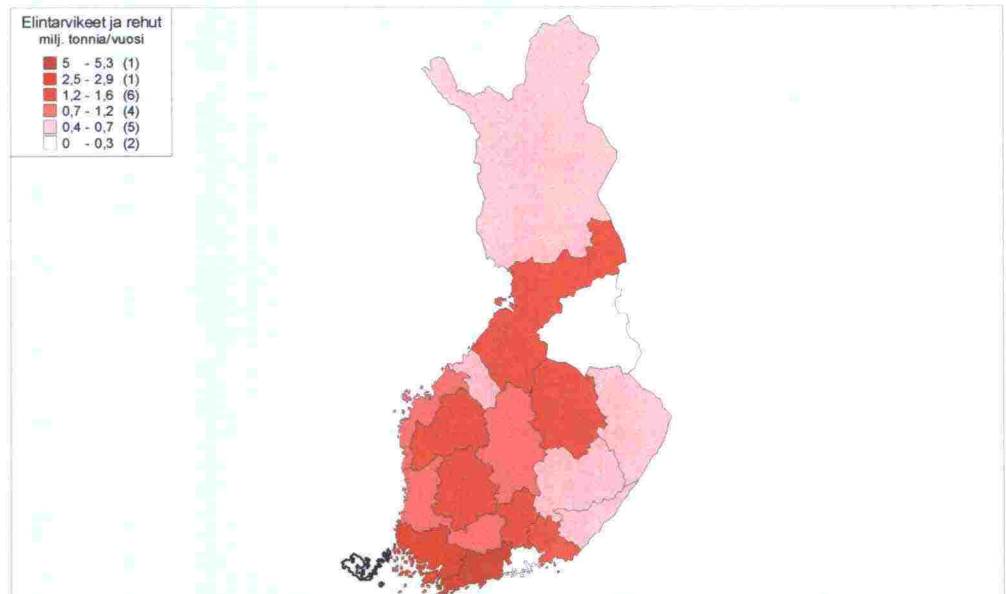 Elintarvikeet ja rehut
milj. tonnia/vuosi
5 - 5,3 (1)
2,5 - 2,9 (1)
1,2 - 1,6 (6)
0,7 - 1,2 (4)
0,4 - 0,7 (5)
0 - 0,3 (2)